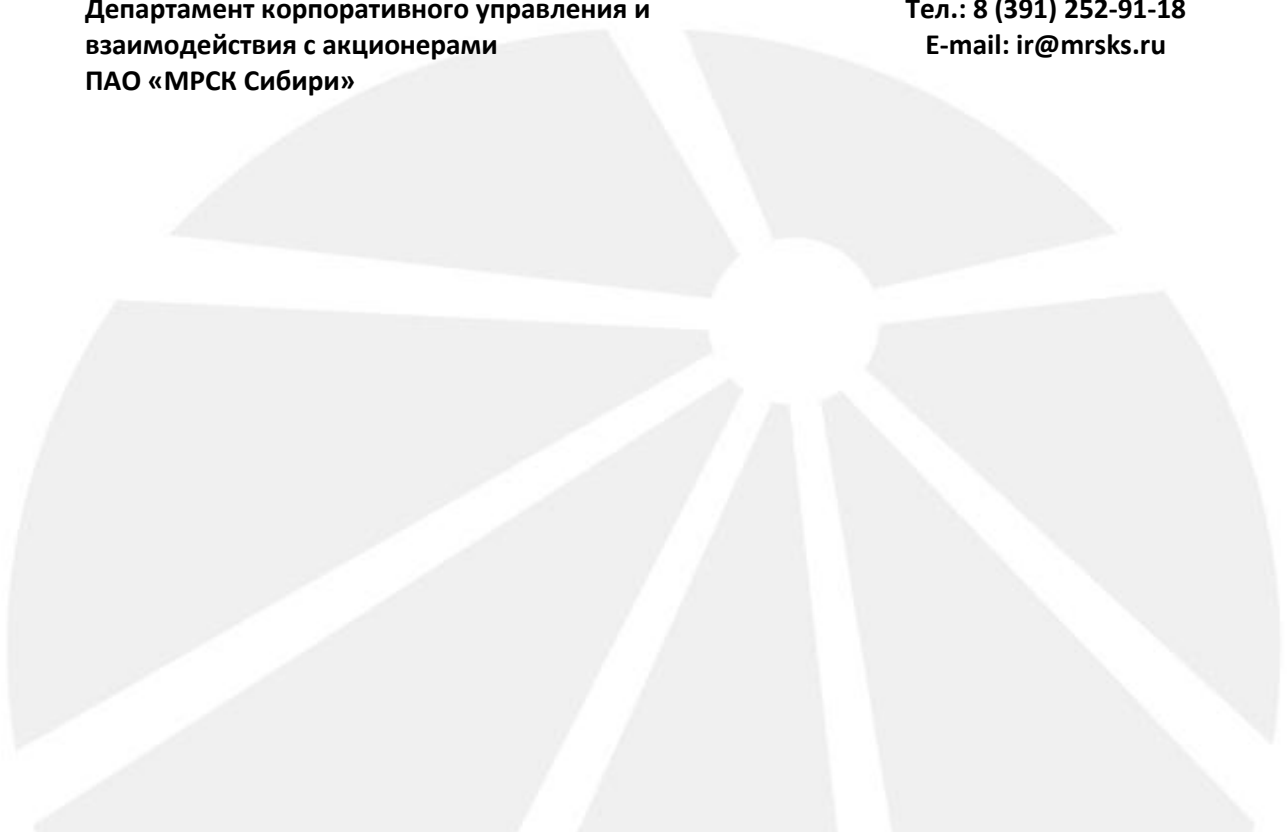 Департамент корпоративного управления и
взаимодействия с акционерами
ПАО «МРСК Сибири»
Тел.: 8 (391) 252-91-18
E-mail: ir@mrsks.ru